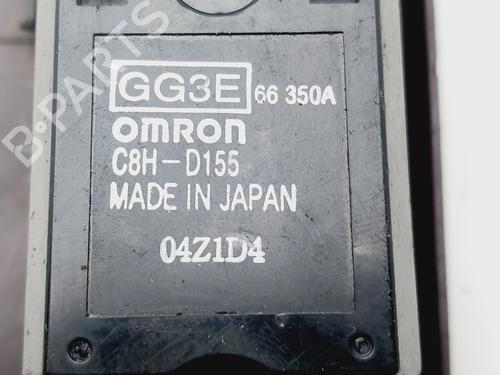 GG3E 66 350A
omron
C8H-D155
MADE IN JAPAN
04Z1D4
B-PARTS